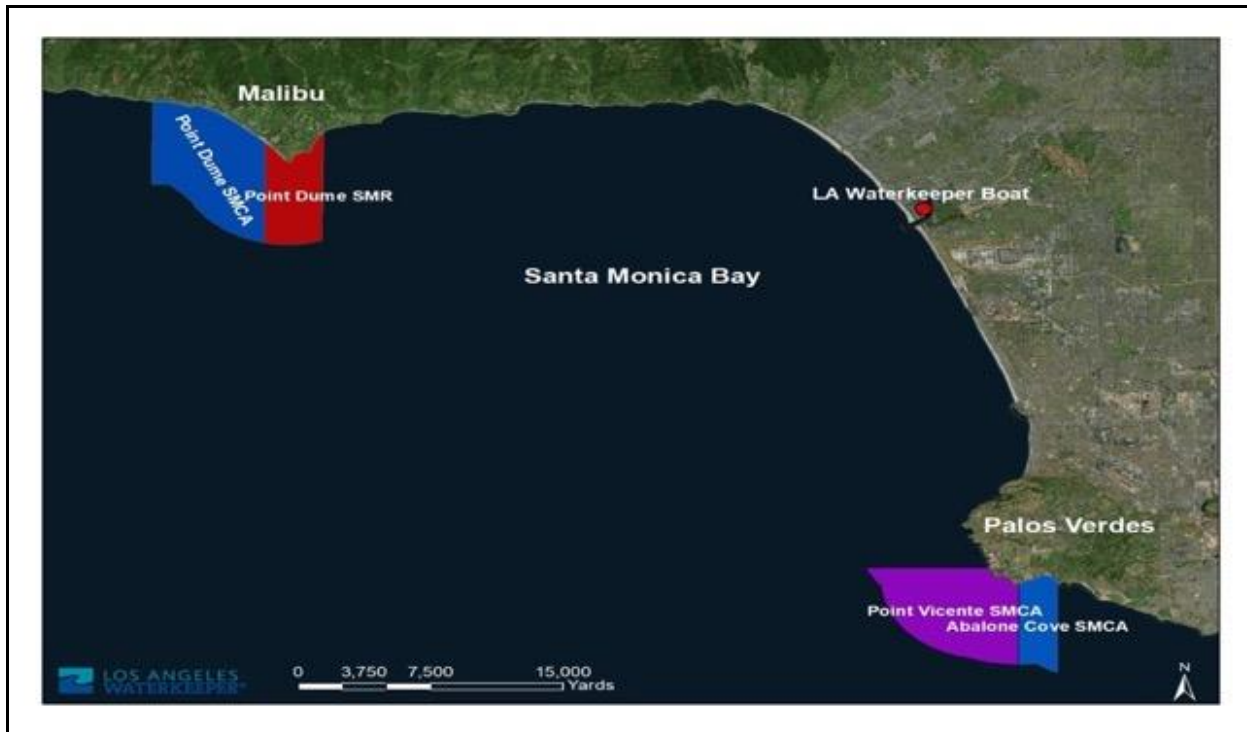 Malibu
Point Dume SMCA
Point Dume SMR
LA Waterkeeper Boat
Santa Monica Bay
Palos Verdes
Point Vicente SMCA
Abalone Cove SMCA
LOS ANGELES
WATERKEEPER®
0 3,750 7,500 15,000
Yards
N